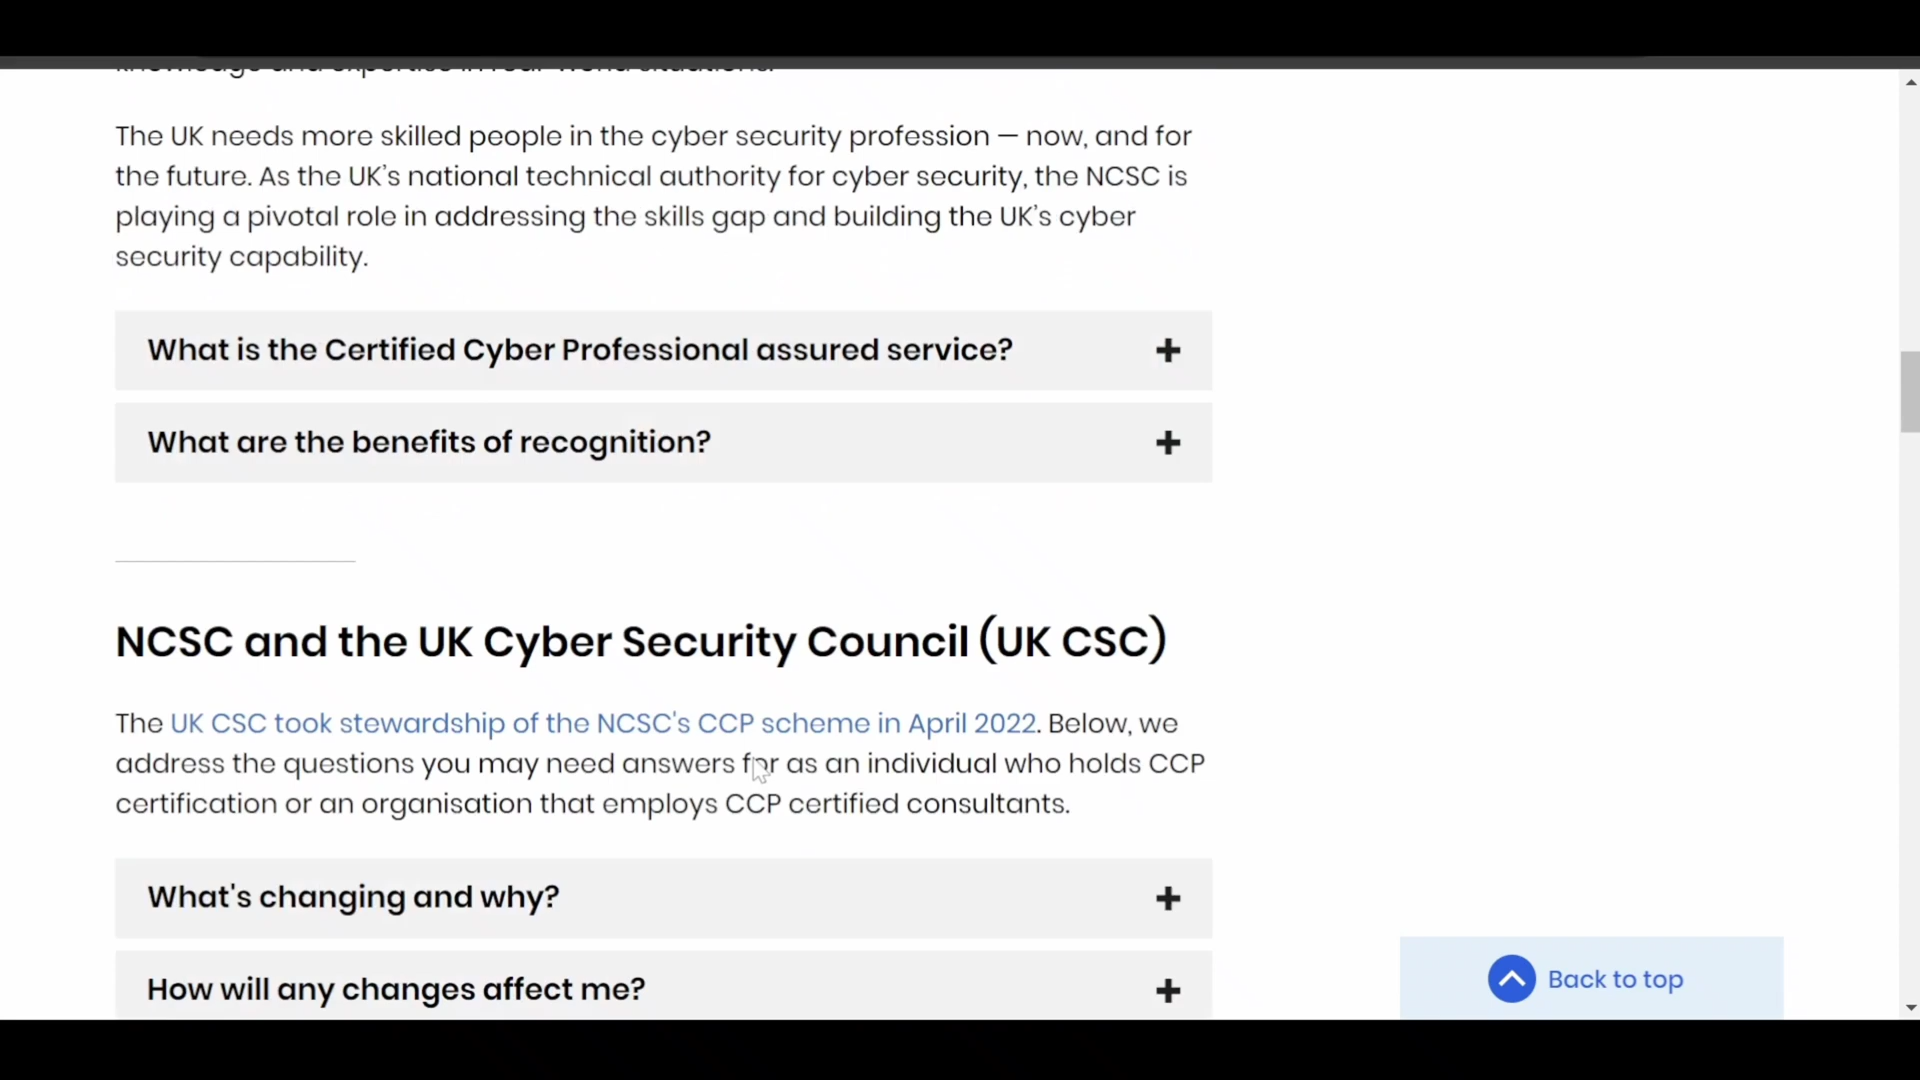 The UK needs more skilled people in the cyber security profession — now, and for
the future. As the UK’s national technical authority for cyber security, the NCSC is
playing a pivotal role in addressing the skills gap and building the UK’s cyber
security capability.
What is the Certified Cyber Professional assured service?
What are the benefits of recognition?
NCSC and the UK Cyber Security Council (UK CSC)
The UK CSC took stewardship of the NCSC's CCP scheme in April 2022. Below, we
address the questions you may need answers for as an individual who holds CCP
certification or an organisation that employs CCP certified consultants.
What's changing and why?
How will any changes affect me?
Back to top